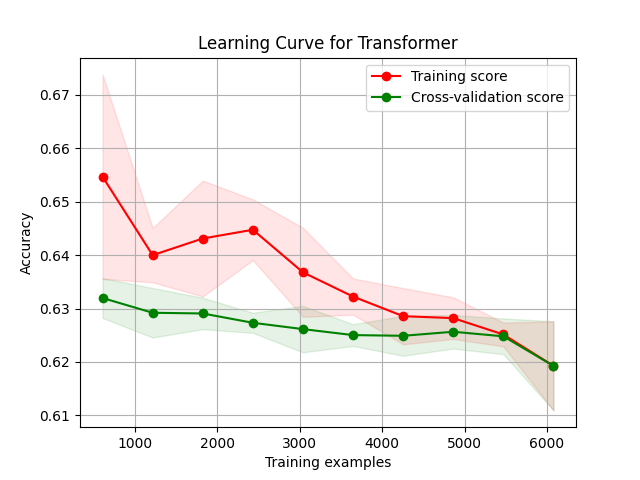 Learning Curve for Transformer
Training score
Cross-validation score
0.67
0.66
0.65
0.64
0.63
0.62
0.61
Accuracy
1000 2000 3000 4000 5000 6000
Training examples